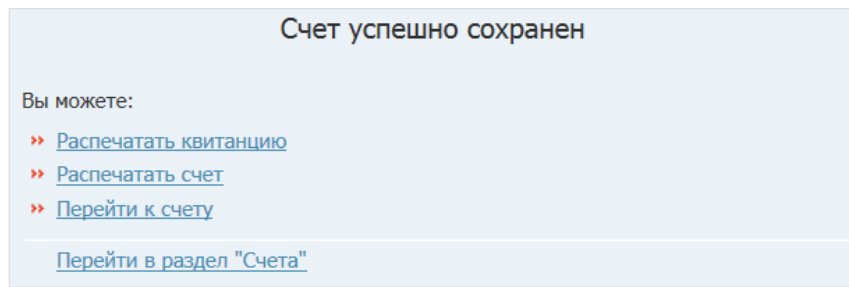 Счет успешно сохранен
Вы можете:
Распечатать квитанцию
Распечатать счет
Перейти к счету
Перейти в раздел "Счета"